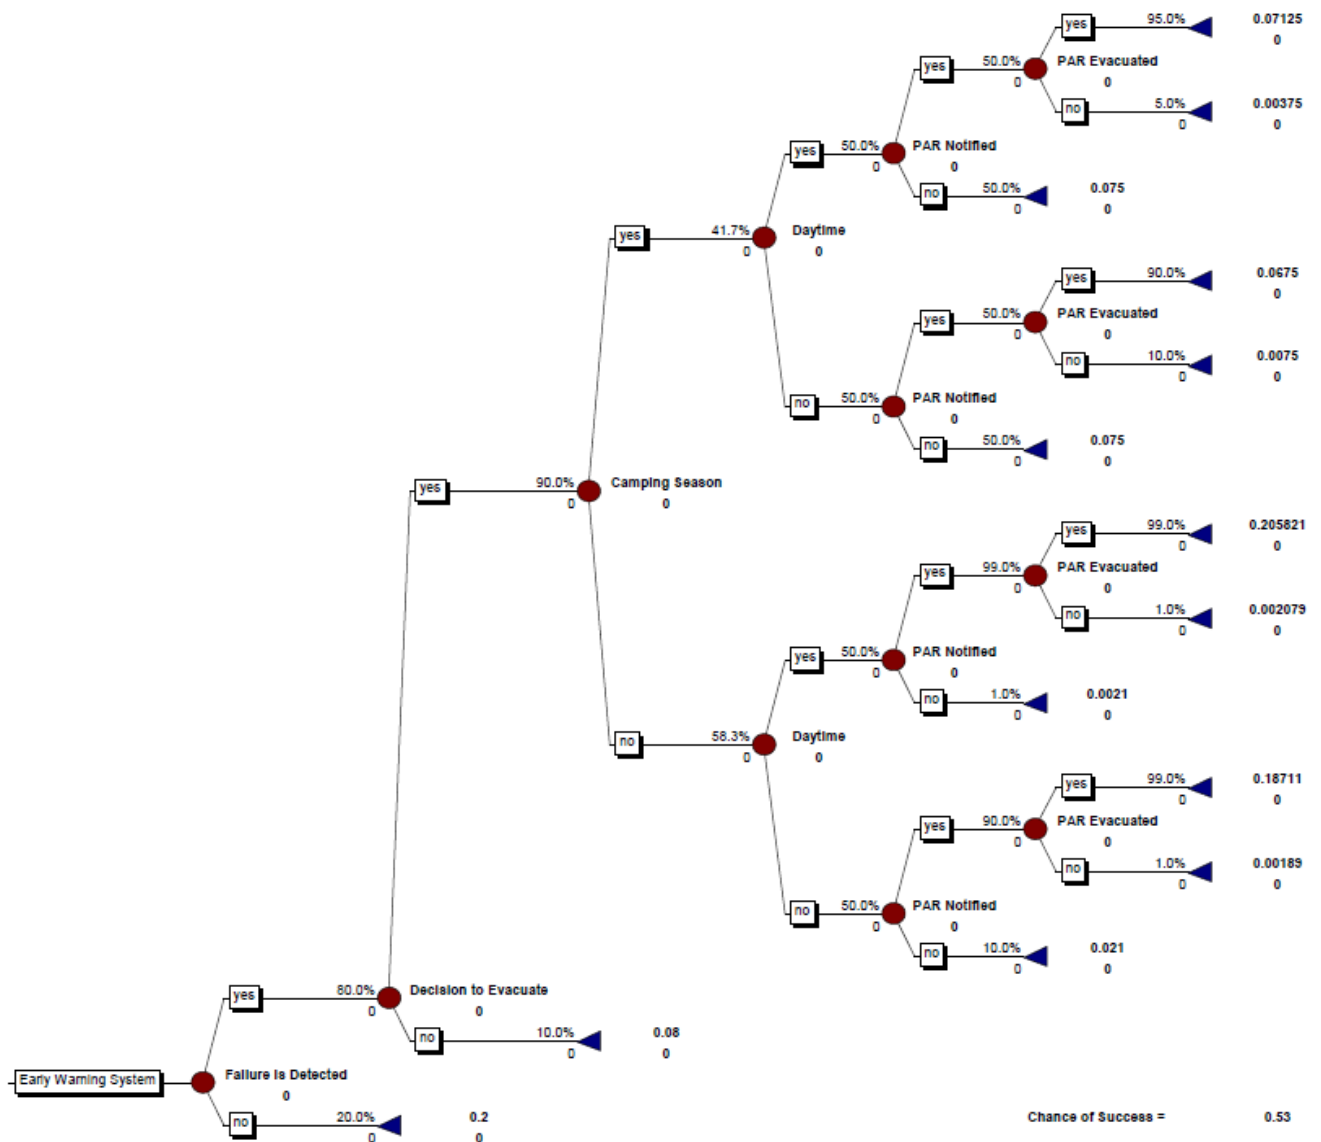 yes 95.0% 0.07125
0 0
yes 50.0% PAR Evacuated
0 0
no 5.0% 0.00375
0 0
yes 50.0% PAR Notified
0 0
no 50.0% 0.075
0 0
yes 41.7% Daytime
0 0
yes 90.0% 0.0675
0 0
yes 50.0% PAR Evacuated
0 0
no 10.0% 0.0075
0 0
no 50.0% PAR Notified
0 0
no 50.0% 0.075
0 0
yes 90.0% Camping Season
0 0
yes 99.0% 0.205821
0 0
yes 99.0% PAR Evacuated
0 0
no 1.0% 0.002079
0 0
yes 50.0% PAR Notified
0 0
no 1.0% 0.0021
0 0
no 58.3% Daytime
0 0
yes 99.0% 0.18711
0 0
yes 90.0% PAR Evacuated
0 0
no 1.0% 0.00189
0 0
no 50.0% PAR Notified
0 0
no 10.0% 0.021
0 0
yes 80.0% Decision to Evacuate
0 0
no 10.0% 0.08
0 0
Early Warning System Failure Is Detected
0
no 20.0% 0.2
0 0
Chance of Success = 0.53